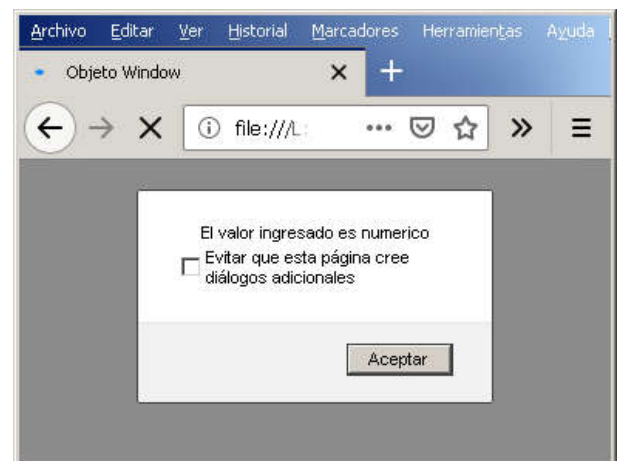 Archivo Editar Ver Historial Marcadores Herramientas Ayuda
Objeto Window
file:///L:
El valor ingresado es numerico
Evitar que esta página cree
diálogos adicionales
Aceptar